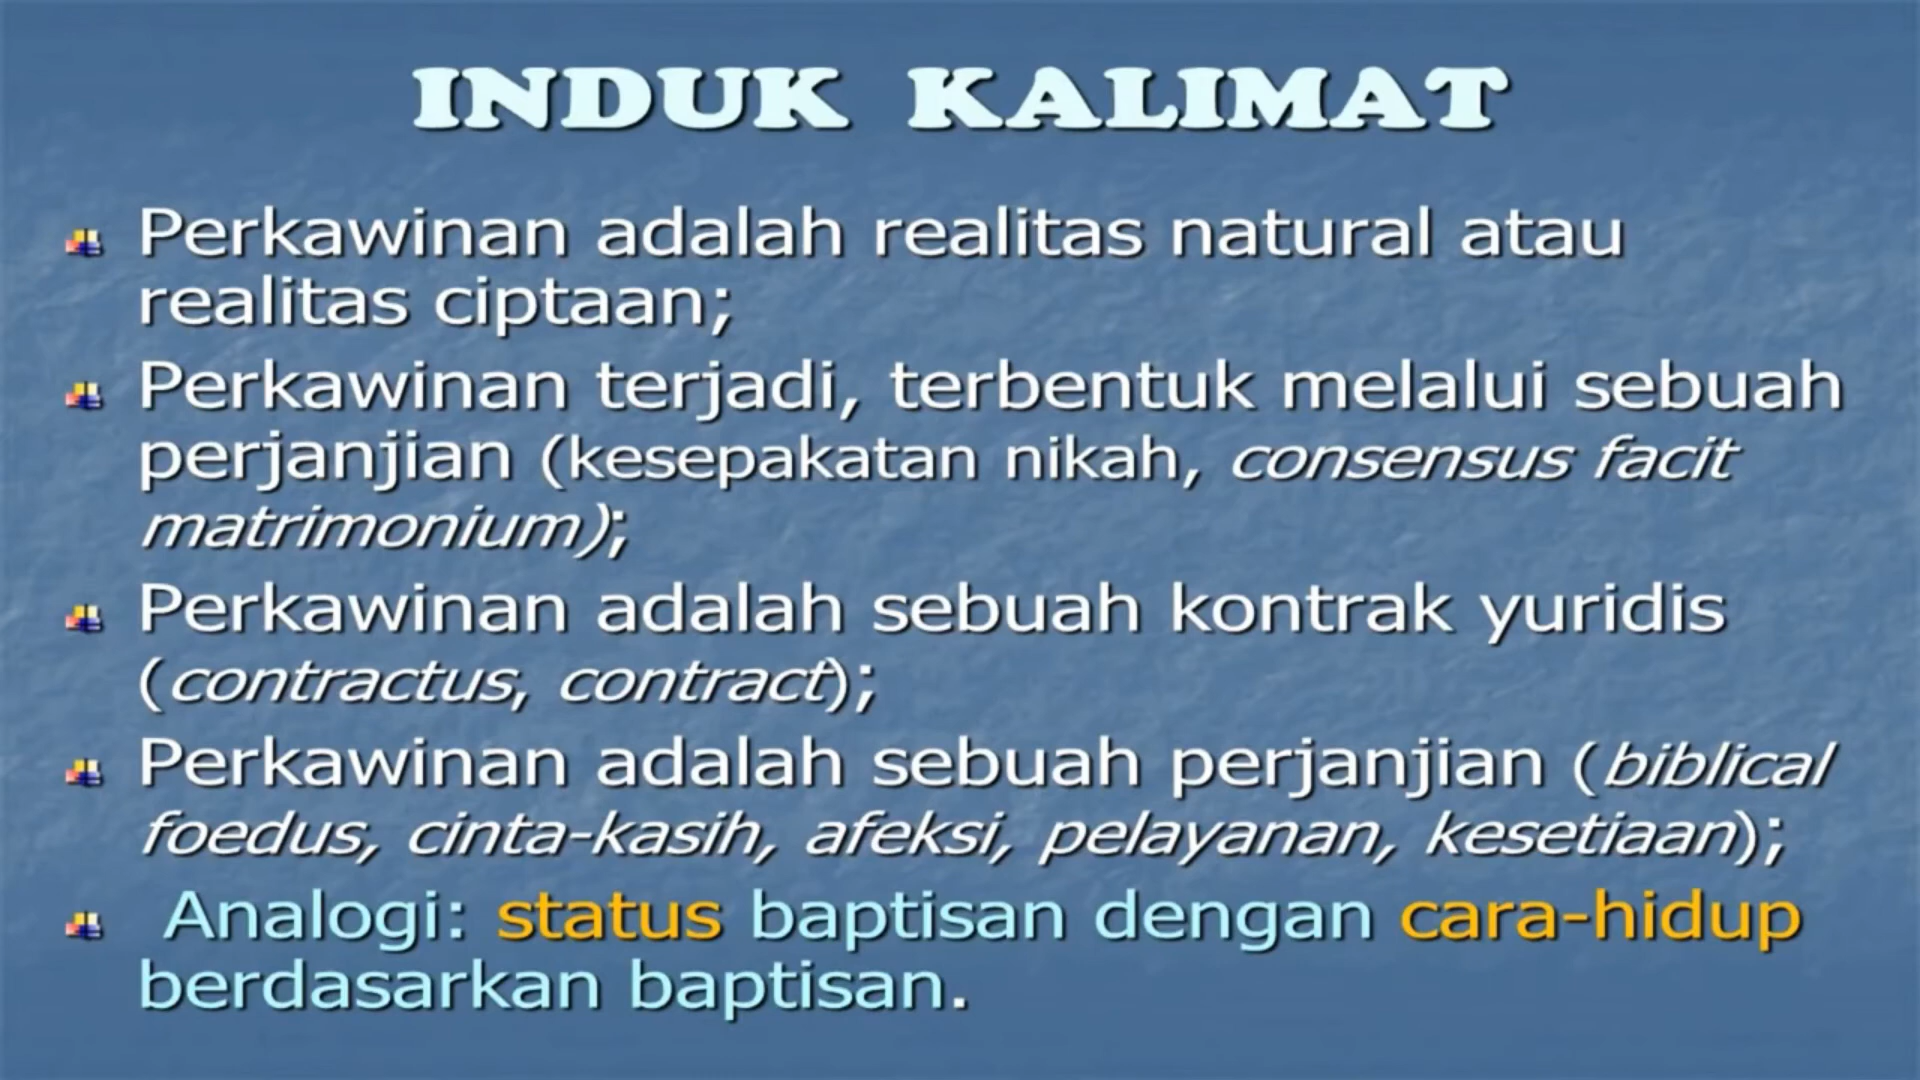 INDUK KALIMAT
Perkawinan adalah realitas natural atau
realitas ciptaan;
Perkawinan terjadi, terbentuk melalui sebuah
perjanjian (kesepakatan nikah, consensus facit
matrimonium);
Perkawinan adalah sebuah kontrak yuridis
(contractus, contract);
Perkawinan adalah sebuah perjanjian (biblical
foedus, cinta-kasih, afeksi, pelayanan, kesetiaan);
Analogi: status baptisan dengan cara-hidup
berdasarkan baptisan.